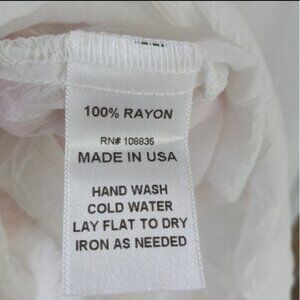 100% RAYON
RN# 108836
MADE IN USA
HAND WASH
COLD WATER
LAY FLAT TO DRY
IRON AS NEEDED